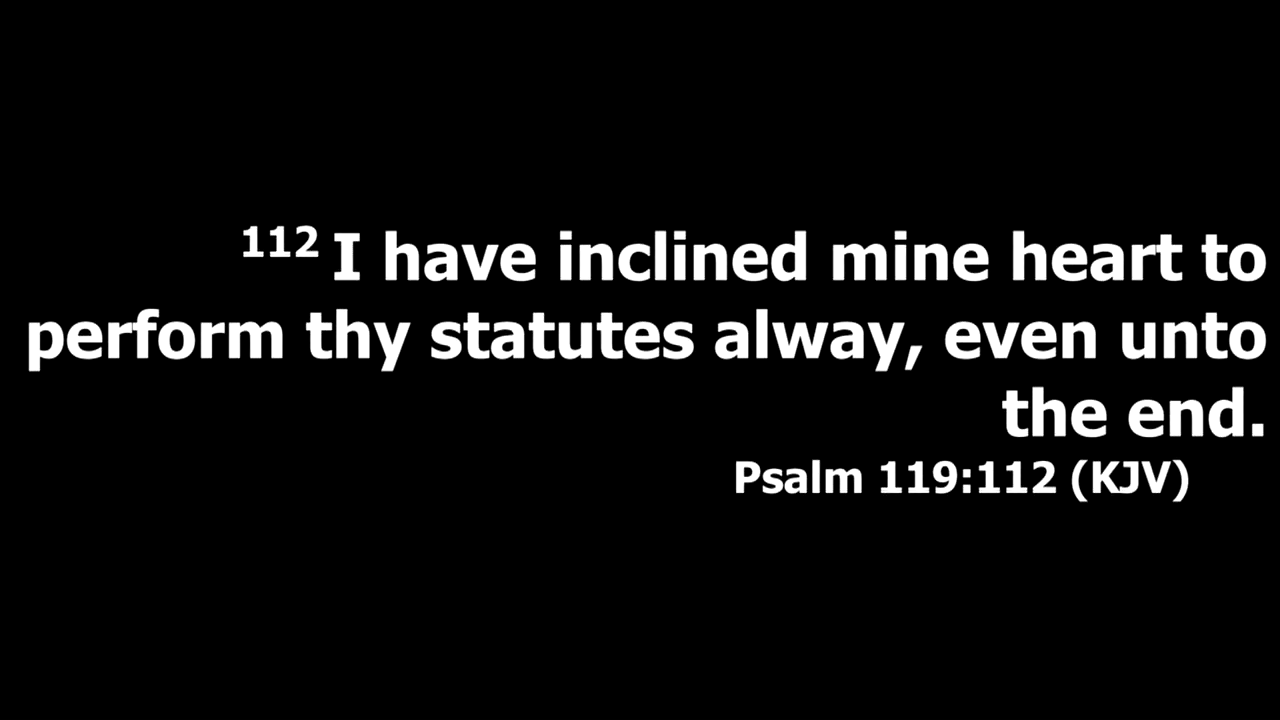 112 I have inclined mine heart to
perform thy statutes alway, even unto
the end.
Psalm 119:112 (KJV)